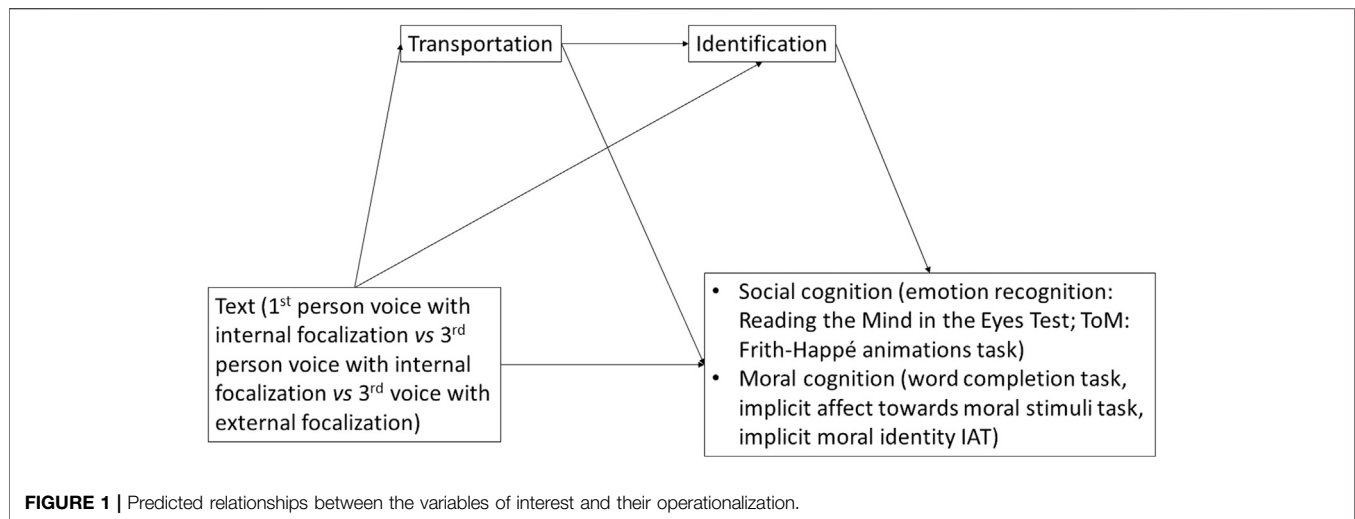 Transportation
Identification
Text (1st person voice with
internal focalization vs 3rd
person voice with internal
focalization vs 3rd voice with
external focalization)
• Social cognition (emotion recognition:
Reading the Mind in the Eyes Test; ToM:
Frith-Happé animations task)
• Moral cognition (word completion task,
implicit affect towards moral stimuli task,
implicit moral identity IAT)
FIGURE 1 | Predicted relationships between the variables of interest and their operationalization.